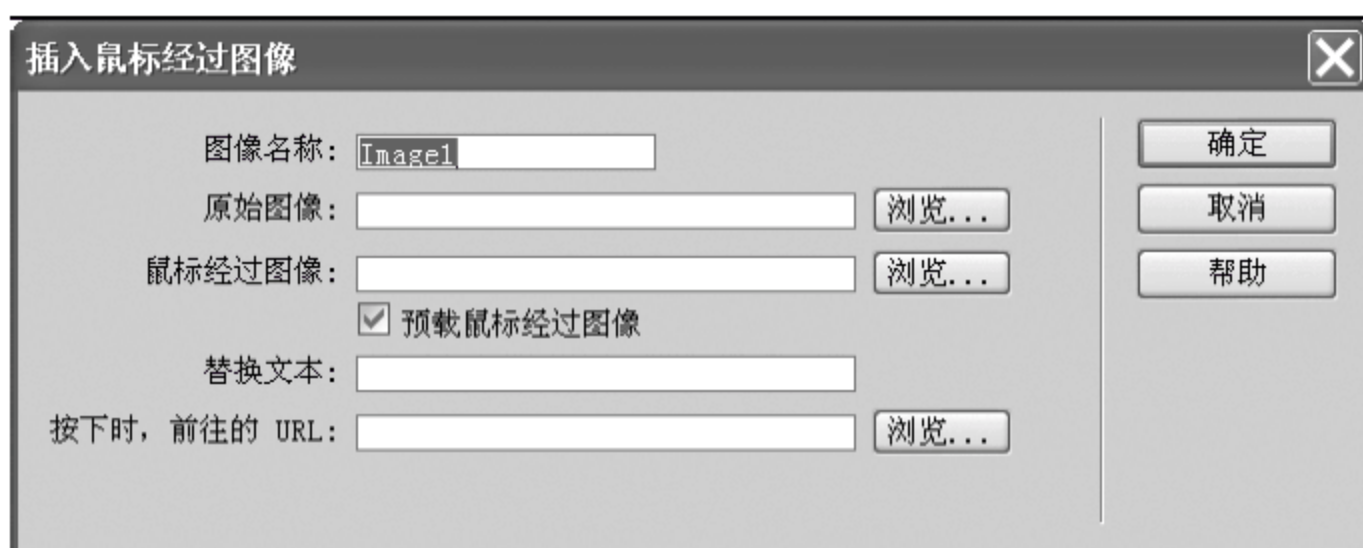 插入鼠标经过图像
图像名称: Image1
原始图像: 浏览...
鼠标经过图像: 浏览...
预载鼠标经过图像
替换文本:
按下时，前往的 URL: 浏览...
确定
取消
帮助